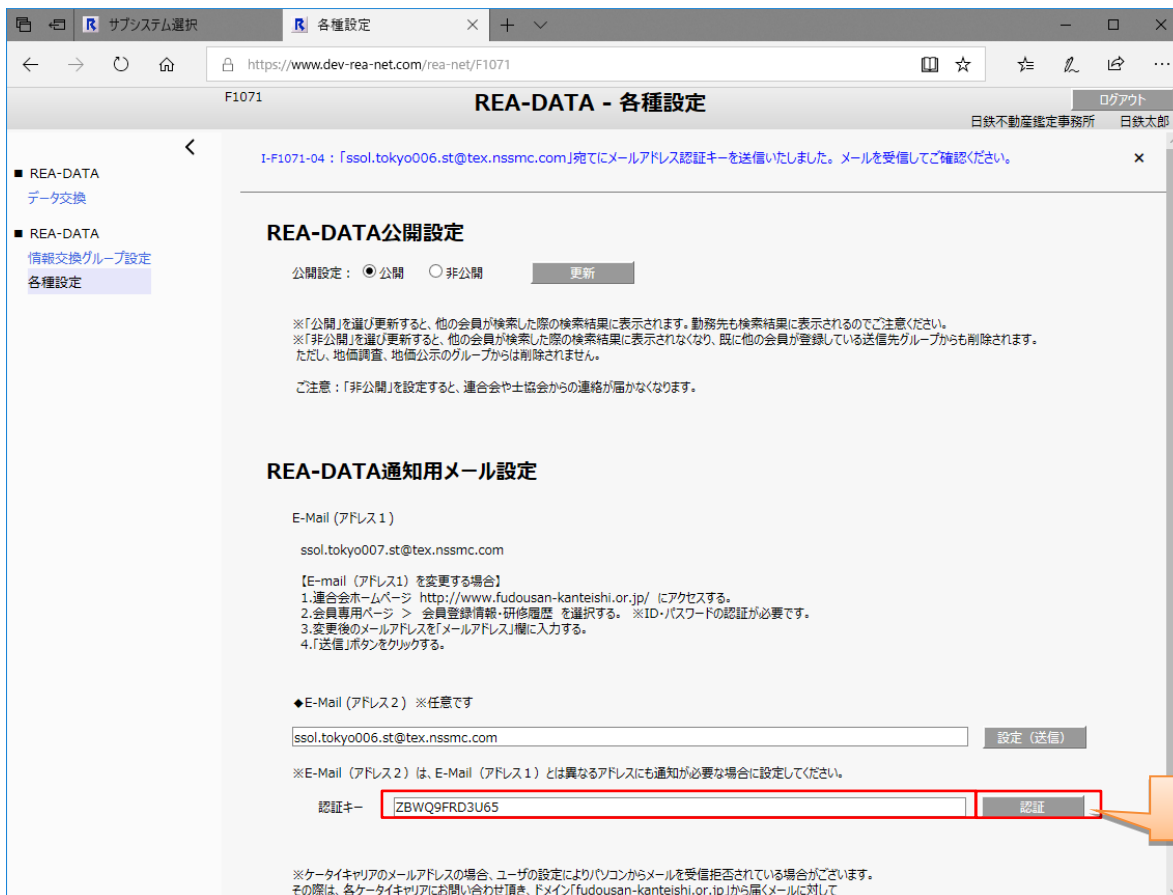 サブシステム選択
各種設定
https://www.dev-rea-net.com/rea-net/F1071
F1071
REA-DATA - 各種設定
ログアウト
日鉄不動産鑑定事務所 日鉄太郎
I-F1071-04:「ssol.tokyo006.st@tex.nssmc.com」宛てにメールアドレス認証キーを送信いたしました。メールを受信してご確認ください。
■ REA-DATA
データ交換
■ REA-DATA
情報交換グループ設定
各種設定
REA-DATA公開設定
公開設定: 公開 非公開 更新
※「公開」を選び更新すると、他の会員が検索した際の検索結果に表示されます。勤務先も検索結果に表示されるのでご注意ください。
※「非公開」を選び更新すると、他の会員が検索した際の検索結果に表示されなくなり、既に他の会員が登録している送信先グループからも削除されます。
ただし、地価調査、地価公示のグループからは削除されません。
ご注意:「非公開」を設定すると、連合会や士協会からの連絡が届かなくなります。
REA-DATA通知用メール設定
E-Mail (アドレス1)
ssol.tokyo007.st@tex.nssmc.com
【E-mail(アドレス1)を変更する場合】
1.連合会ホームページ http://www.fudousan-kanteishi.or.jp/ にアクセスする。
2.会員専用ページ > 会員登録情報・研修履歴 を選択する。 ※ID・パスワードの認証が必要です。
3.変更後のメールアドレスを「メールアドレス」欄に入力する。
4.「送信」ボタンをクリックする。
◆E-Mail (アドレス2) ※任意です
ssol.tokyo006.st@tex.nssmc.com 設定(送信)
※E-Mail(アドレス2)は、E-Mail(アドレス1)とは異なるアドレスにも通知が必要な場合に設定してください。
認証キー ZBWQ9FRD3U65 認証
※ケータイキャリアのメールアドレスの場合、ユーザの設定によりパソコンからメールを受信拒否されている場合がございます。
その際は、各ケータイキャリアにお問い合わせ頂き、ドメイン「fudousan-kanteishi.or.jp」から届くメールに対して